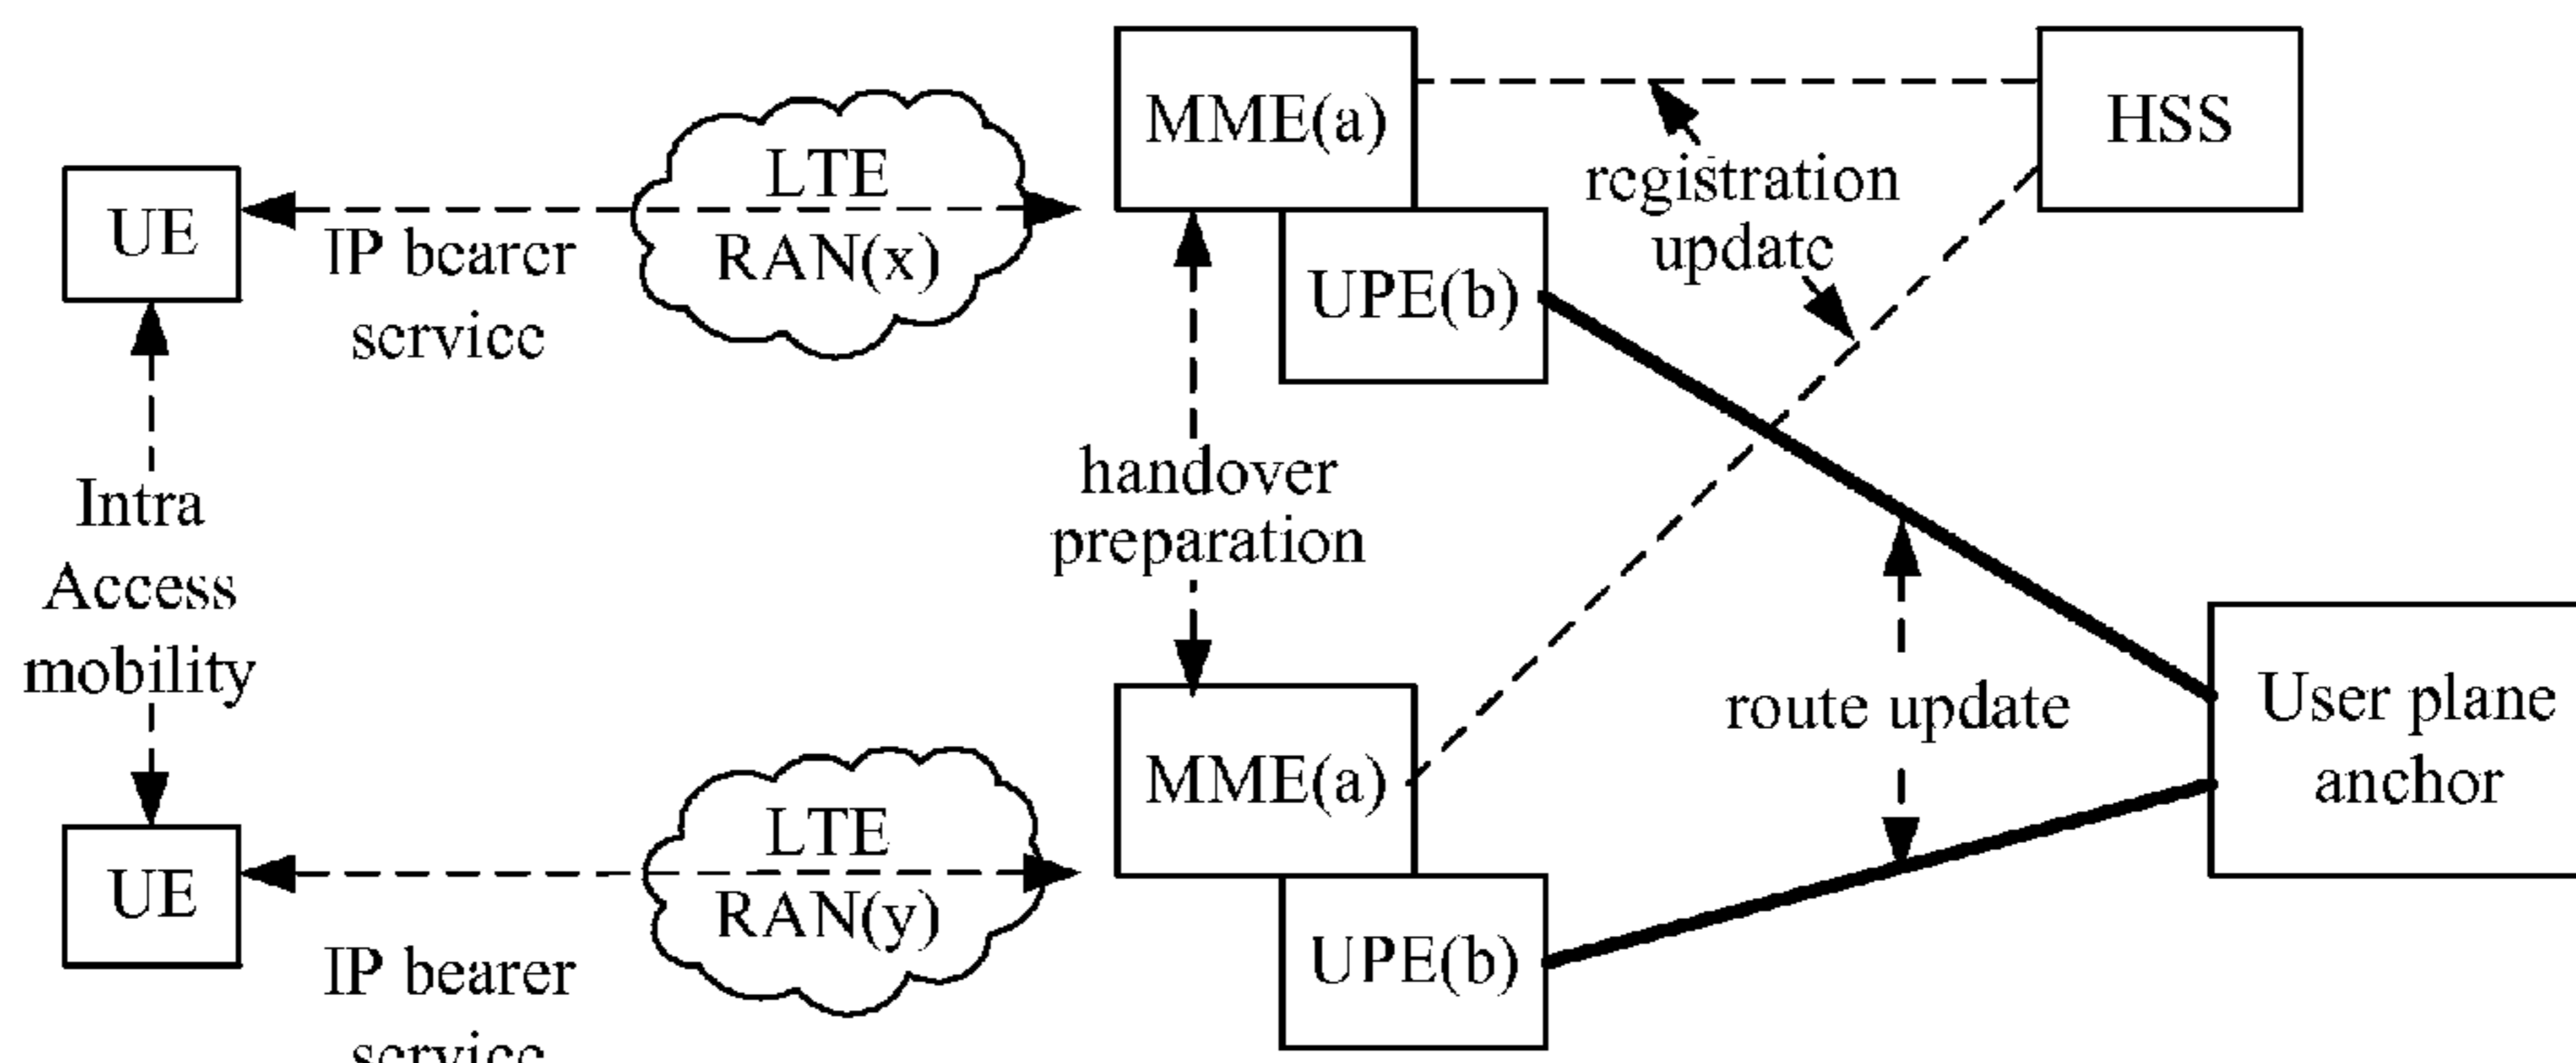 MME(a)
HSS
LTE
RAN(x)
registration
update
UE
IP bearer
service
UPE(b)
handover
preparation
Intra
Access
mobility
route update
User plane
anchor
MME(a)
LTE
RAN(y)
UE
IP bearer
service
UPE(b)